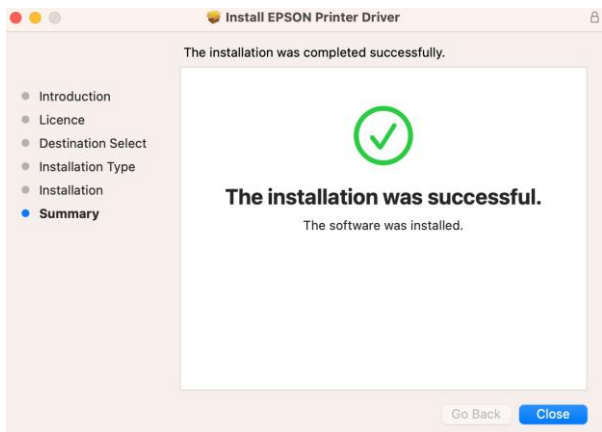 Install EPSON Printer Driver
The installation was completed successfully.
Introduction
Licence
Destination Select
Installation Type
Installation
Summary
The installation was successful.
The software was installed.
Go Back
Close